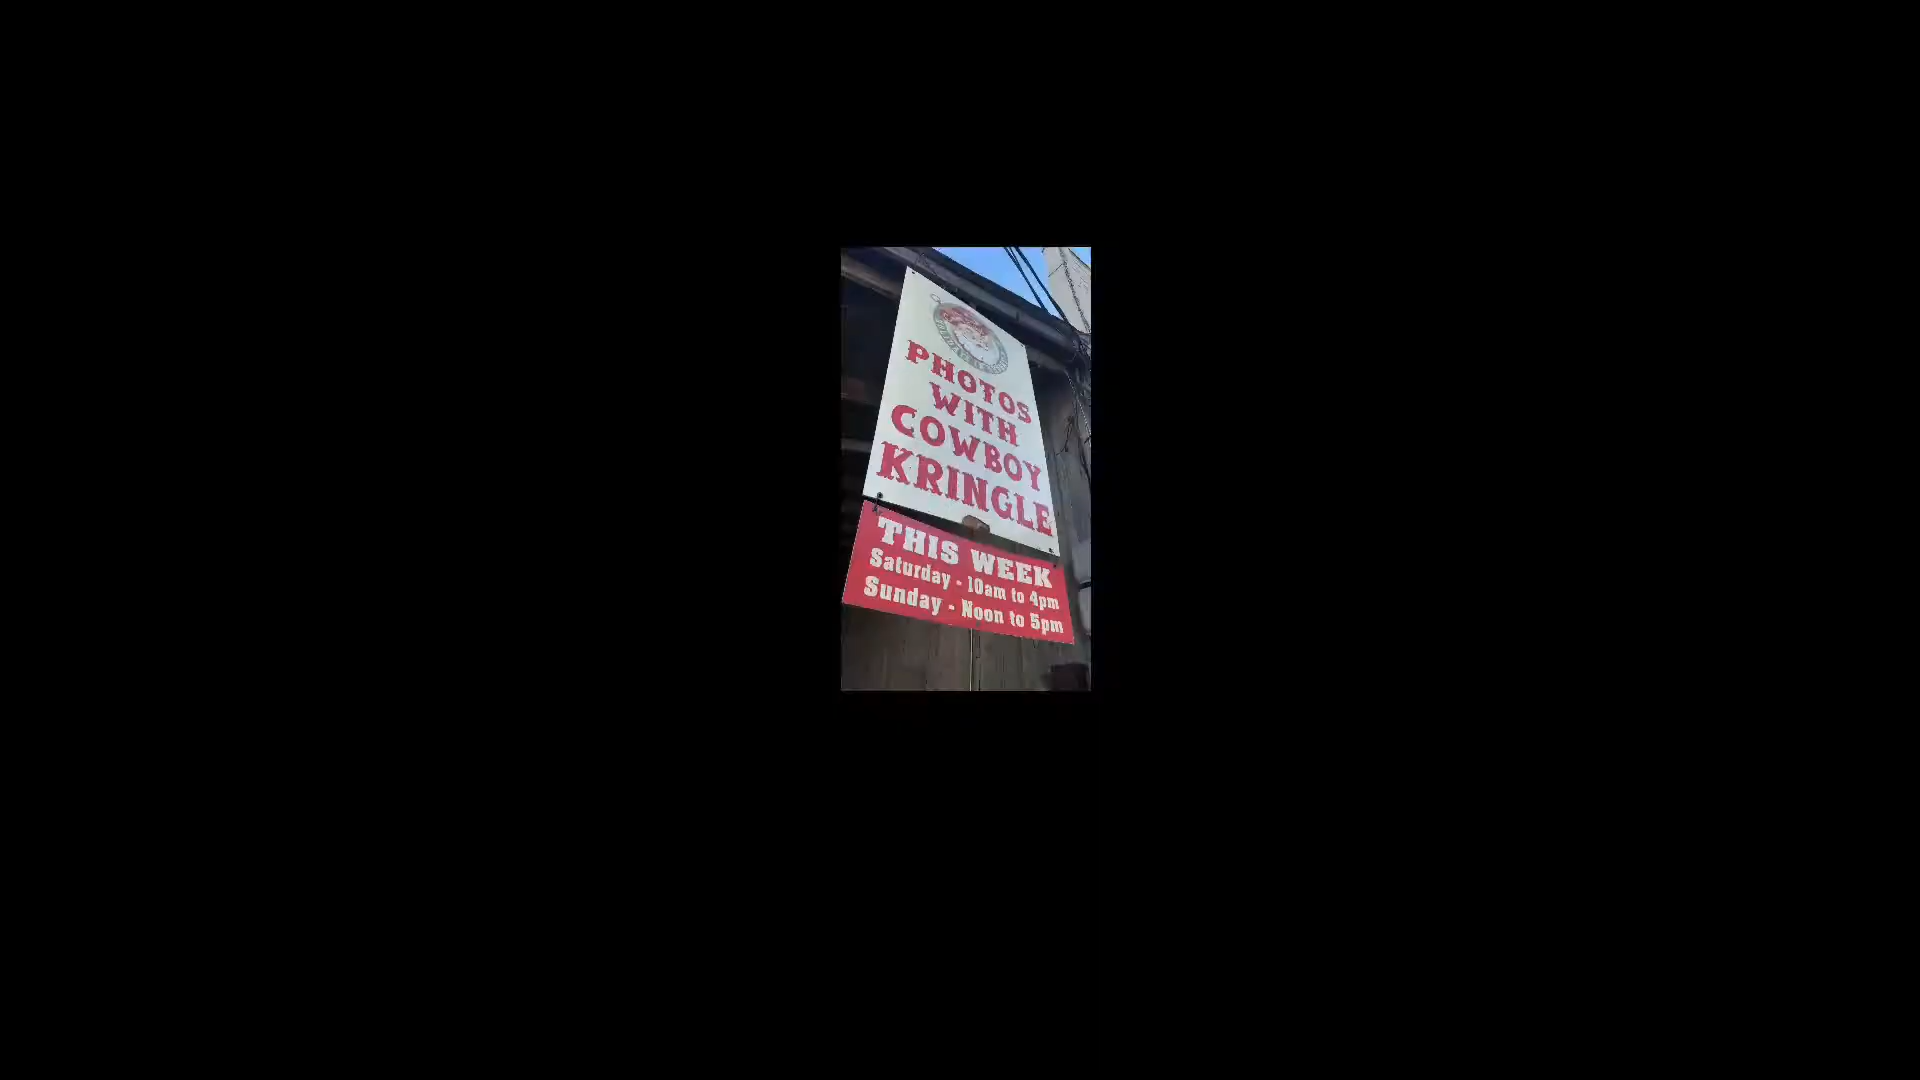 PHOTOS
WITH
COWBOY
KRINGLE
THIS WEEK
Saturday - 10am to 4pm
Sunday - Noon to 5pm